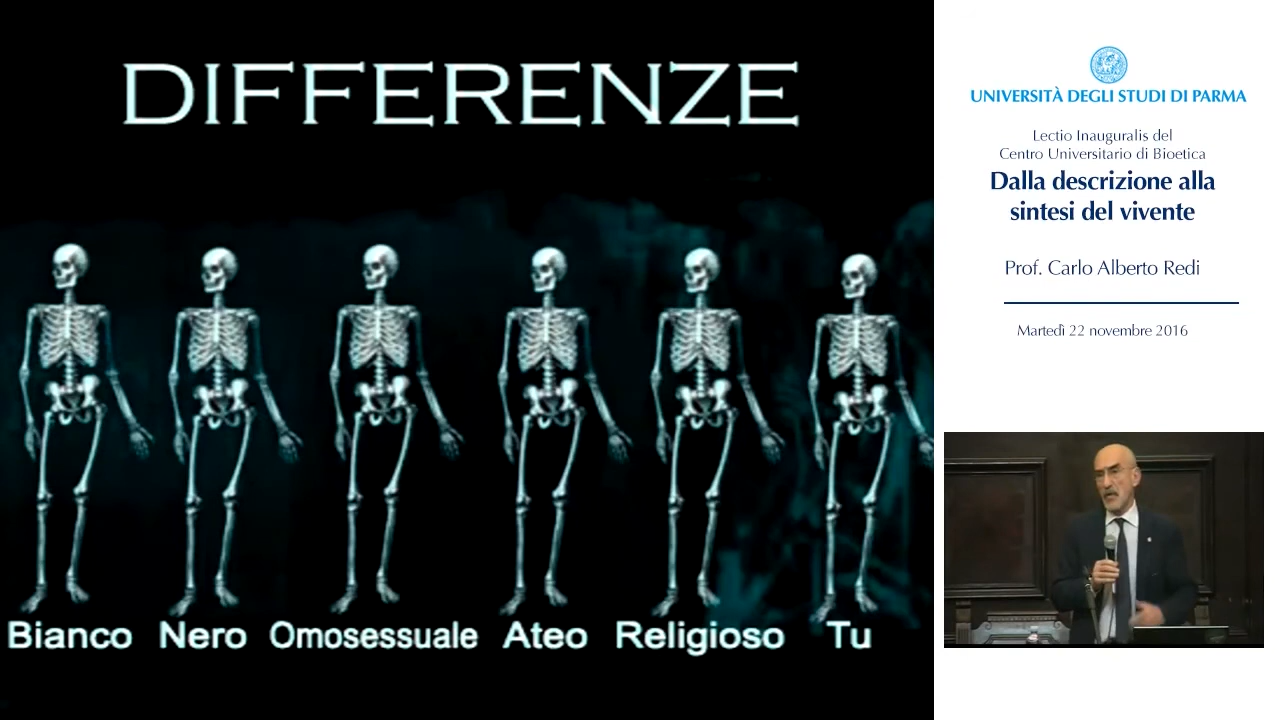 DIFFERENZE
Bianco Nero Omosessuale Ateo Religioso Tu
UNIVERSITÀ DEGLI STUDI DI PARMA
Lectio Inauguralis del
Centro Universitario di Bioetica
Dalla descrizione alla
sintesi del vivente
Prof. Carlo Alberto Redi
Martedì 22 novembre 2016